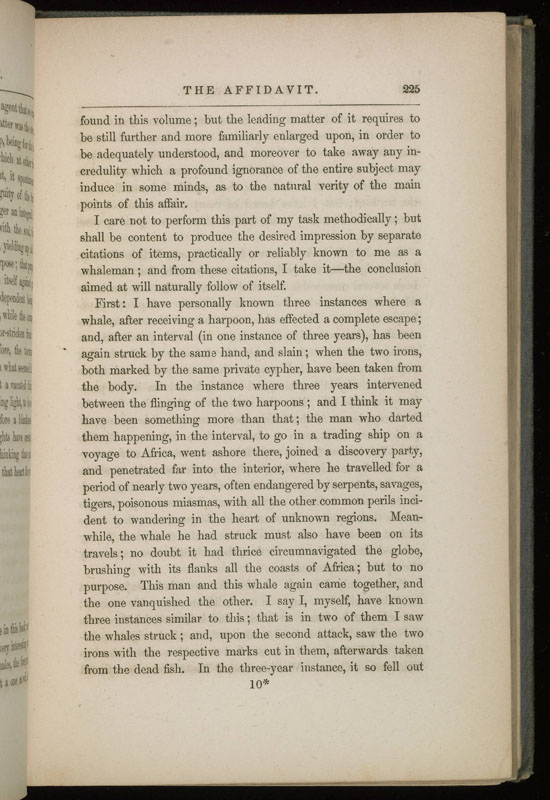 THE AFFIDAVIT. 225
found in this volume; but the leading matter of it requires to
be still further and more familiarly enlarged upon, in order to
be adequately understood, and moreover to take away any in-
credulity which a profound ignorance of the entire subject may
induce in some minds, as to the natural verity of the main
points of this affair.
I care not to perform this part of my task methodically; but
shall be content to produce the desired impression by separate
citations of items, practically or reliably known to me as a
whaleman; and from these citations, I take it—the conclusion
aimed at will naturally follow of itself.
First: I have personally known three instances where a
whale, after receiving a harpoon, has effected a complete escape;
and, after an interval (in one instance of three years), has been
again struck by the same hand, and slain; when the two irons,
both marked by the same private cypher, have been taken from
the body. In the instance where three years intervened
between the flinging of the two harpoons; and I think it may
have been something more than that; the man who darted
them happening, in the interval, to go in a trading ship on a
voyage to Africa, went ashore there, joined a discovery party,
and penetrated far into the interior, where he travelled for a
period of nearly two years, often endangered by serpents, savages,
tigers, poisonous miasmas, with all the other common perils inci-
dent to wandering in the heart of unknown regions. Mean-
while, the whale he had struck must also have been on its
travels; no doubt it had thrice circumnavigated the globe,
brushing with its flanks all the coasts of Africa; but to no
purpose. This man and this whale again came together, and
the one vanquished the other. I say I, myself, have known
three instances similar to this; that is in two of them I saw
the whales struck; and, upon the second attack, saw the two
irons with the respective marks cut in them, afterwards taken
from the dead fish. In the three-year instance, it so fell out
10*